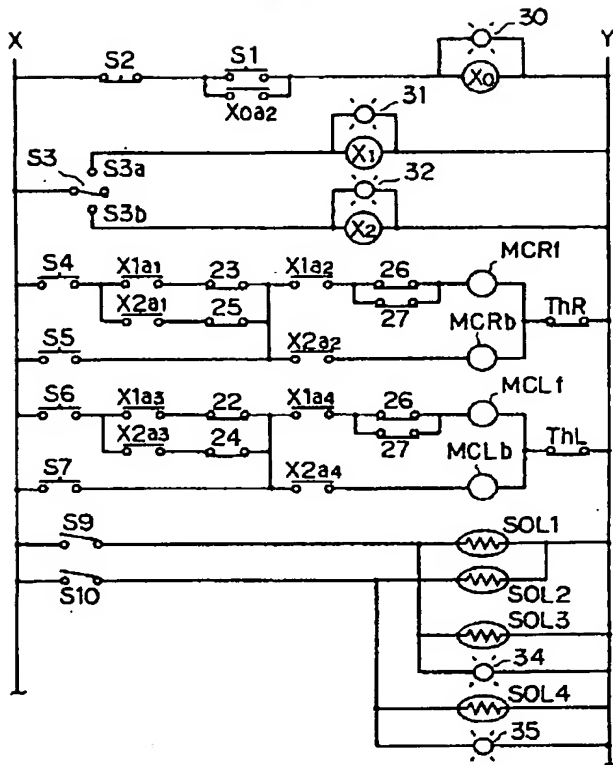 30
X Y
S2 S1 X0
X0a2
31
S3 S3a X1
32
S3b X2
S4 X1a1 23 X1a2 26 MCRf
X2a1 25 27 ThR
S5 X2a2 MCRb
S6 X1a3 22 X1a4 26 MCLf
X2a3 24 27 ThL
S7 X2a4 MCLb
S9 SOL1
S10 SOL2
SOL3
34
SOL4
35